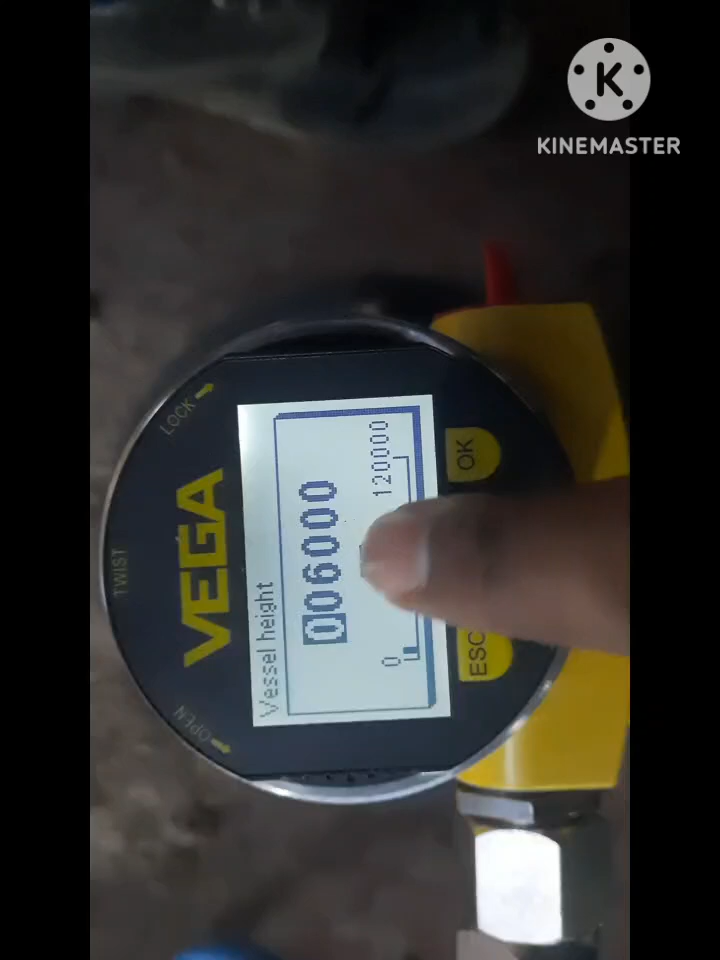 KINEMASTER
OPEN
TWIST
LOCK
VEGA
Vessel height
006000
0
120000
ESC
OK